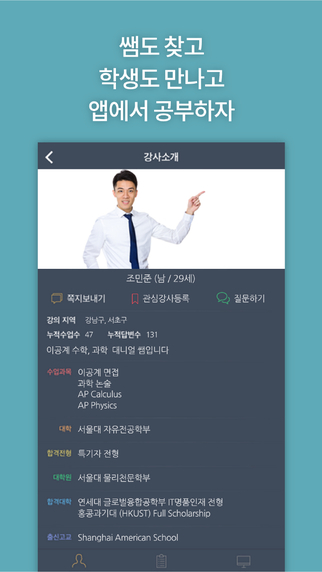 쌤도 찾고
학생도 만나고
앱에서 공부하자
강사소개
조민준 (남 / 29세)
쪽지보내기 관심강사등록 질문하기
강의 지역 강남구, 서초구
누적수업수 47 누적답변수 131
이공계 수학, 과학 대니얼 쌤입니다
수업과목 이공계 면접
과학 논술
AP Calculus
AP Physics
대학 서울대 자유전공학부
합격전형 특기자 전형
대학원 서울대 물리천문학부
합격대학 연세대 글로벌융합공학부 IT명품인재 전형
홍콩과기대 (HKUST) Full Scholarship
출신고교 Shanghai American School